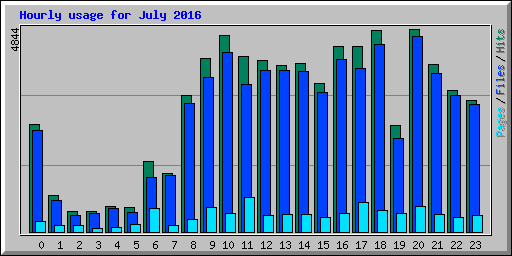 Hourly usage for July 2016
4844
Pages/Files/Hits
0 1 2 3 4 5 6 7 8 9 10 11 12 13 14 15 16 17 18 19 20 21 22 23